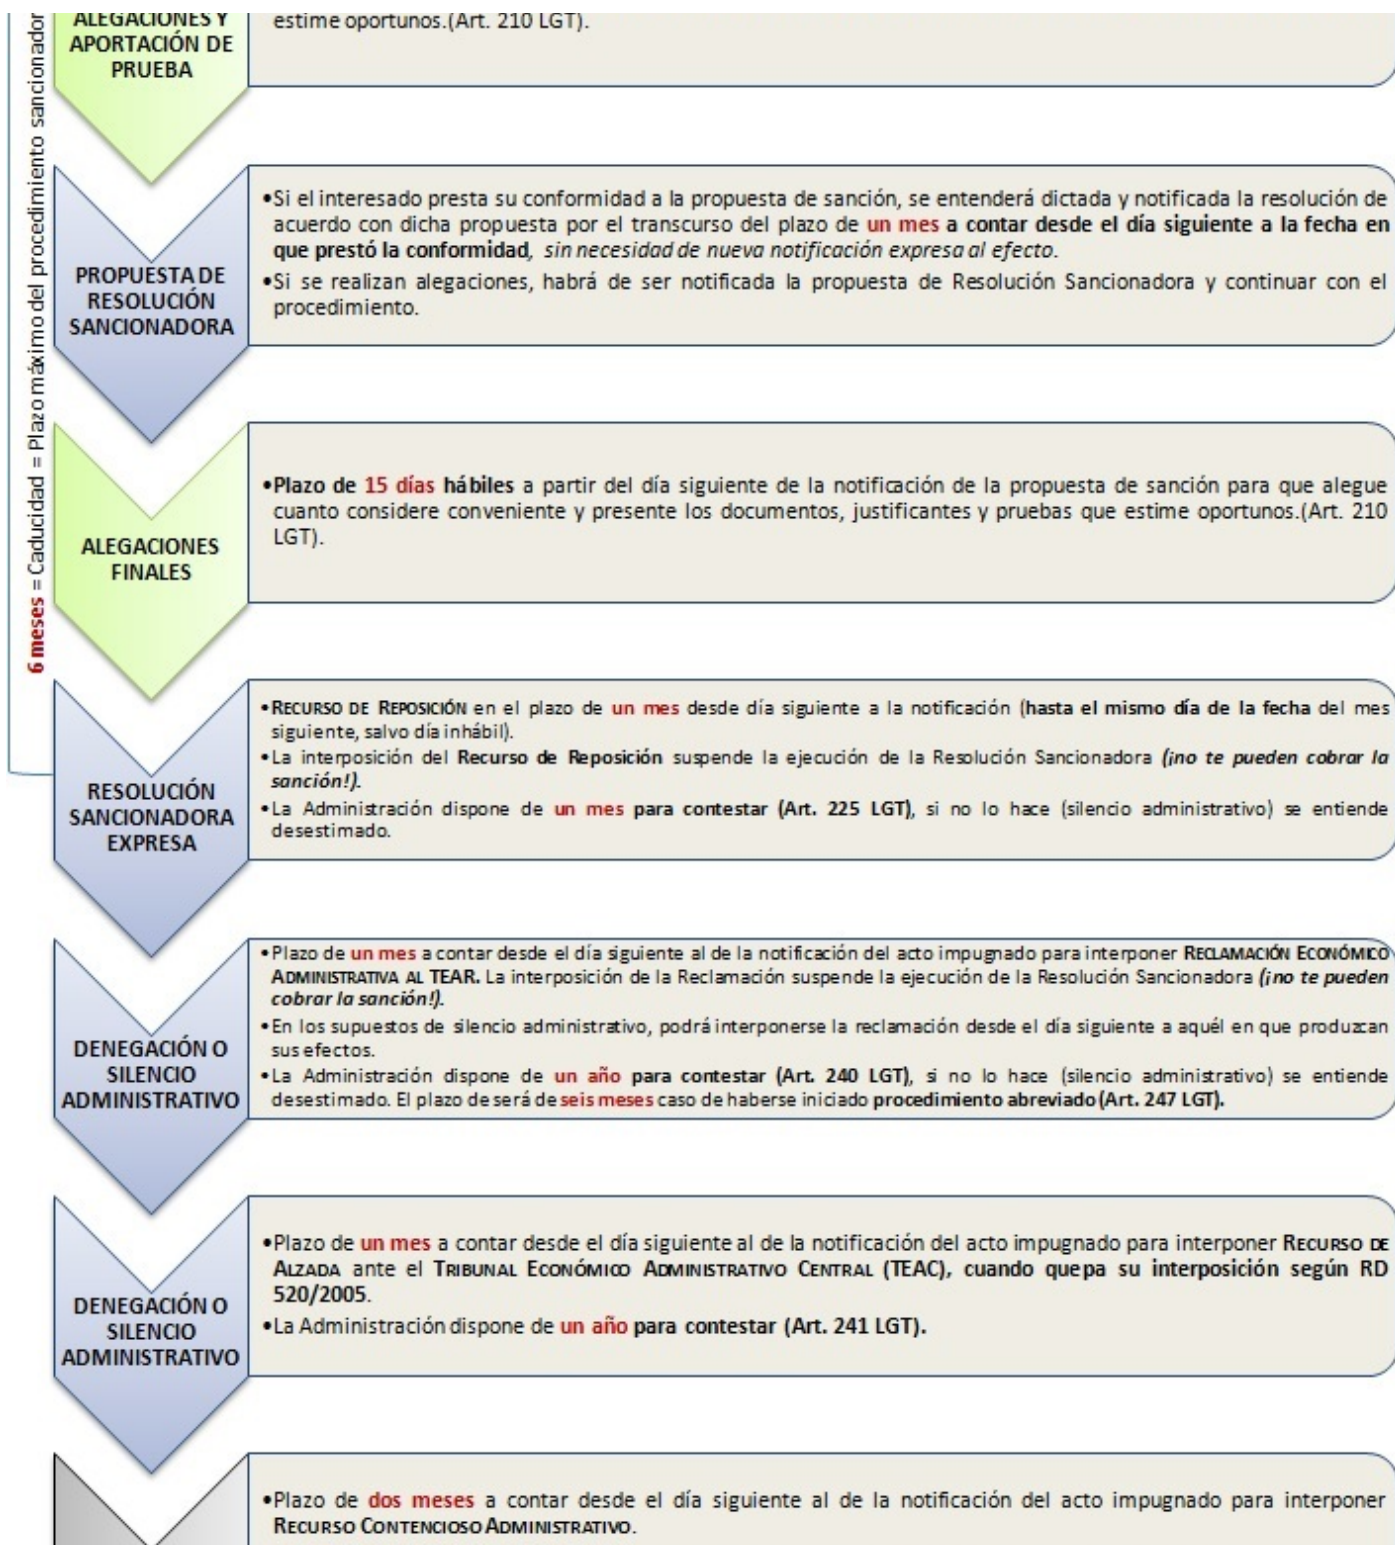 6 meses = Caducidad = Plazo máximo del procedimiento sancionador
ALEGACIONES Y
APORTACIÓN DE
PRUEBA
estime oportunos.(Art. 210 LGT).
PROPUESTA DE
RESOLUCIÓN
SANCIONADORA
•Si el interesado presta su conformidad a la propuesta de sanción, se entenderá dictada y notificada la resolución de
acuerdo con dicha propuesta por el transcurso del plazo de un mes a contar desde el día siguiente a la fecha en
que prestó la conformidad, sin necesidad de nueva notificación expresa al efecto.
•Si se realizan alegaciones, habrá de ser notificada la propuesta de Resolución Sancionadora y continuar con el
procedimiento.
ALEGACIONES
FINALES
•Plazo de 15 días hábiles a partir del día siguiente de la notificación de la propuesta de sanción para que alegue
cuanto considere conveniente y presente los documentos, justificantes y pruebas que estime oportunos.(Art. 210
LGT).
RESOLUCIÓN
SANCIONADORA
EXPRESA
•RECURSO DE REPOSICIÓN en el plazo de un mes desde día siguiente a la notificación (hasta el mismo día de la fecha del mes
siguiente, salvo día inhábil).
•La interposición del Recurso de Reposición suspende la ejecución de la Resolución Sancionadora (¡no te pueden cobrar la
sanción!).
•La Administración dispone de un mes para contestar (Art. 225 LGT), si no lo hace (silencio administrativo) se entiende
desestimado.
DENEGACIÓN O
SILENCIO
ADMINISTRATIVO
•Plazo de un mes a contar desde el día siguiente al de la notificación del acto impugnado para interponer RECLAMACIÓN ECONÓMICO
ADMINISTRATIVA AL TEAR. La interposición de la Reclamación suspende la ejecución de la Resolución Sancionadora (¡no te pueden
cobrar la sanción!).
•En los supuestos de silencio administrativo, podrá interponerse la reclamación desde el día siguiente a aquél en que produzcan
sus efectos.
•La Administración dispone de un año para contestar (Art. 240 LGT), si no lo hace (silencio administrativo) se entiende
desestimado. El plazo de será de seis meses caso de haberse iniciado procedimiento abreviado (Art. 247 LGT).
DENEGACIÓN O
SILENCIO
ADMINISTRATIVO
•Plazo de un mes a contar desde el día siguiente al de la notificación del acto impugnado para interponer RECURSO DE
ALZADA ante el TRIBUNAL ECONÓMICO ADMINISTRATIVO CENTRAL (TEAC), cuando quepa su interposición según RD
520/2005.
•La Administración dispone de un año para contestar (Art. 241 LGT).
•Plazo de dos meses a contar desde el día siguiente al de la notificación del acto impugnado para interponer
RECURSO CONTENCIOSO ADMINISTRATIVO.